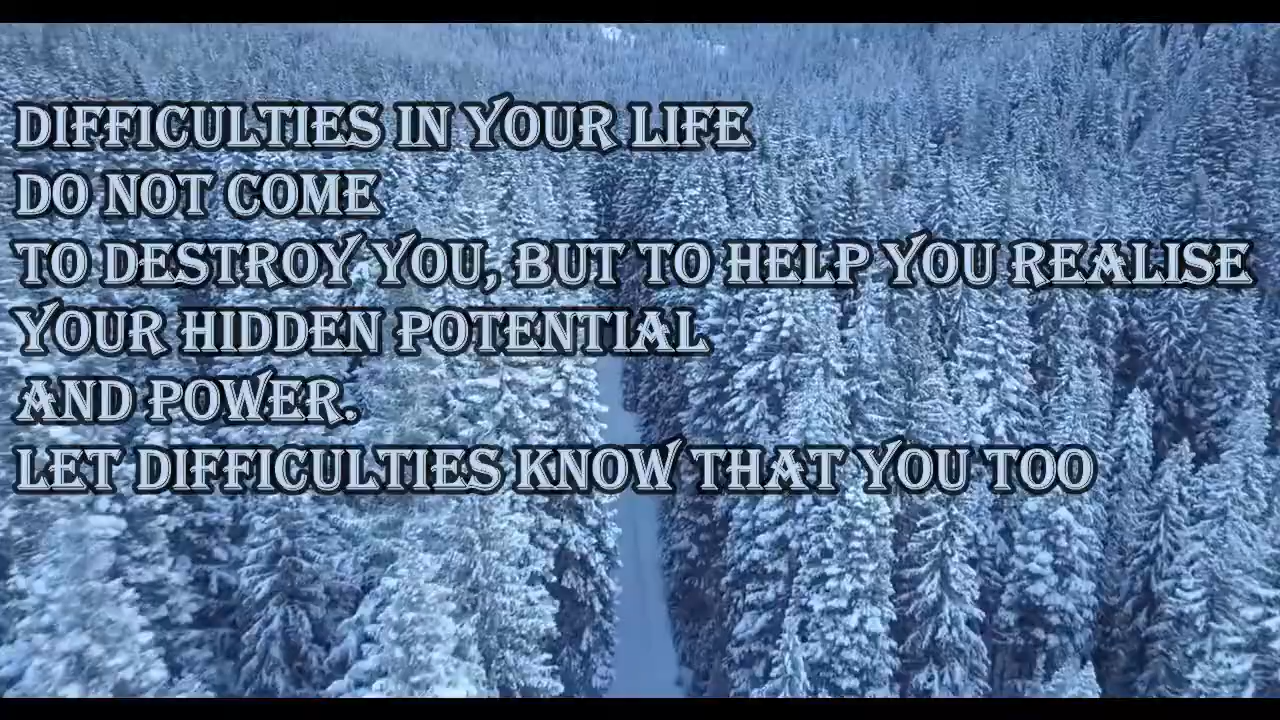 DIFFICULTIES IN YOUR LIFE
DO NOT COME
TO DESTROY YOU, BUT TO HELP YOU REALISE
YOUR HIDDEN POTENTIAL
AND POWER.
LET DIFFICULTIES KNOW THAT YOU TOO